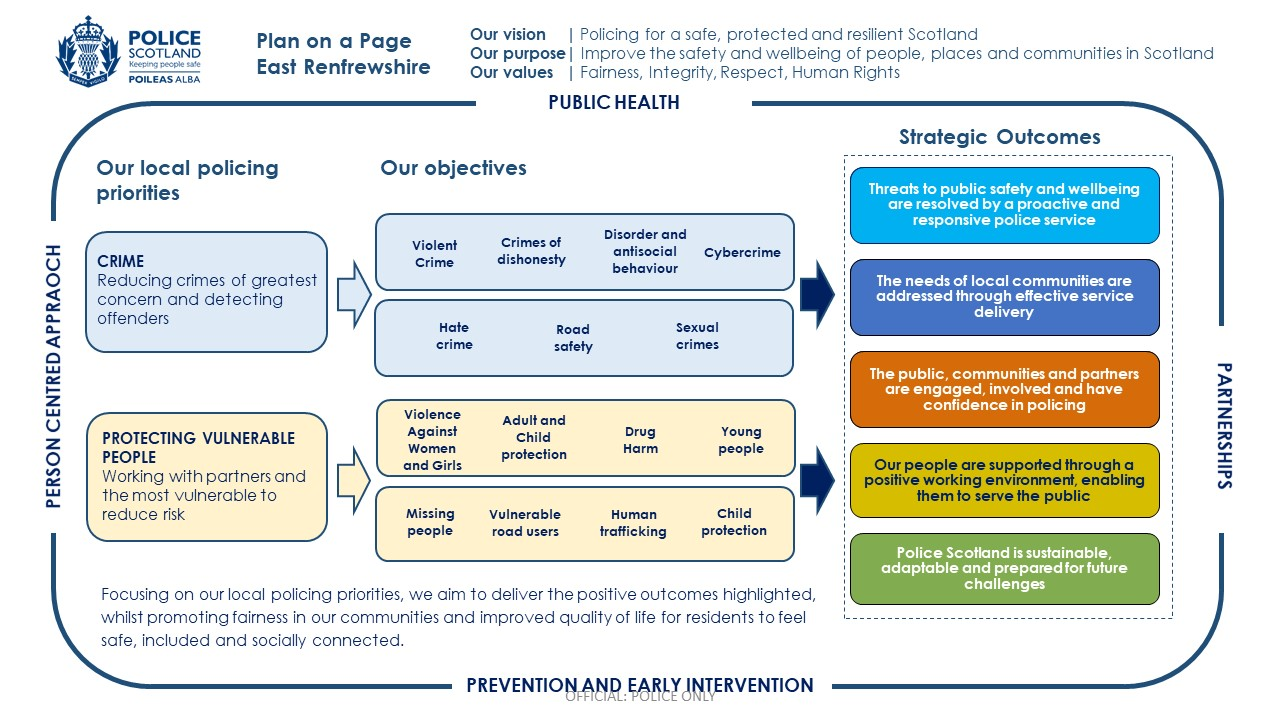 POLICE
SCOTLAND
Keeping people safe
POILEAS ALBA
SEMPER VIGILO
Plan on a Page
East Renfrewshire
Our vision | Policing for a safe, protected and resilient Scotland
Our purpose | Improve the safety and wellbeing of people, places and communities in Scotland
Our values | Fairness, Integrity, Respect, Human Rights
PUBLIC HEALTH
PERSON CENTRED APPRAOCH
Our local policing
priorities
CRIME
Reducing crimes of greatest
concern and detecting
offenders
PROTECTING VULNERABLE
PEOPLE
Working with partners and
the most vulnerable to
reduce risk
Our objectives
Violent
Crime
Crimes of
dishonesty
Disorder and
antisocial
behaviour
Cybercrime
Hate
crime
Road
safety
Sexual
crimes
Violence
Against
Women
and Girls
Adult and
Child
protection
Drug
Harm
Young
people
Missing
people
Vulnerable
road users
Human
trafficking
Child
protection
Strategic Outcomes
Threats to public safety and wellbeing
are resolved by a proactive and
responsive police service
The needs of local communities are
addressed through effective service
delivery
The public, communities and partners
are engaged, involved and have
confidence in policing
Our people are supported through a
positive working environment, enabling
them to serve the public
Police Scotland is sustainable,
adaptable and prepared for future
challenges
PARTNERSHIPS
Focusing on our local policing priorities, we aim to deliver the positive outcomes highlighted,
whilst promoting fairness in our communities and improved quality of life for residents to feel
safe, included and socially connected.
PREVENTION AND EARLY INTERVENTION
OFFICIAL: POLICE ONLY